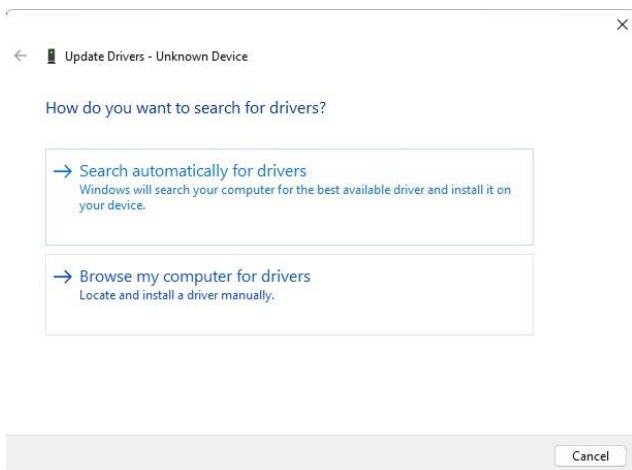 Update Drivers - Unknown Device
How do you want to search for drivers?
Search automatically for drivers
Windows will search your computer for the best available driver and install it on
your device.
Browse my computer for drivers
Locate and install a driver manually.
Cancel